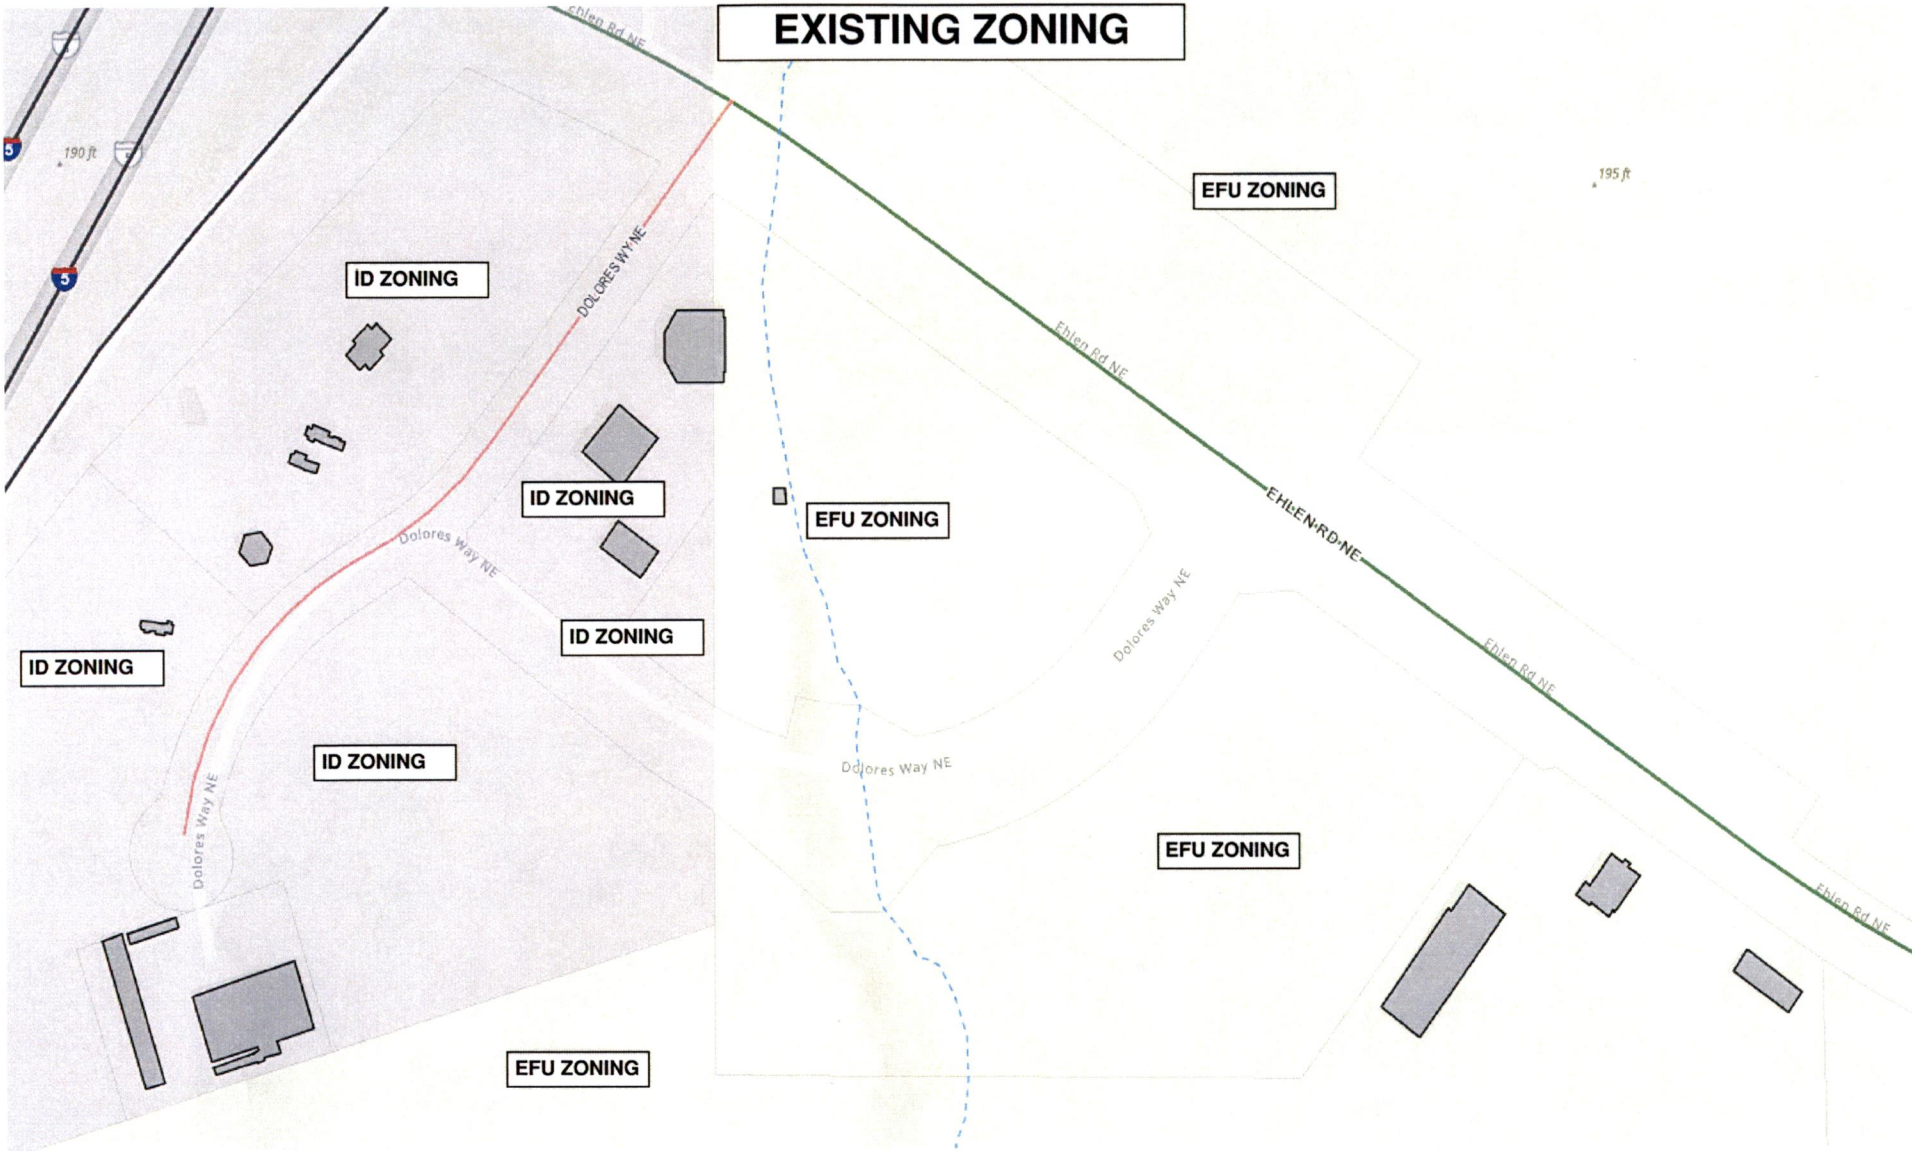 EXISTING ZONING
Ehlen Rd NE
5
190 ft
5
5
5
195 ft
EFU ZONING
ID ZONING
DOLORES WY NE
Ehlen Rd NE
ID ZONING
EFU ZONING
EHLEN RD NE
Dolores Way NE
Dolores Way NE
ID ZONING
ID ZONING
Ehlen Rd NE
ID ZONING
Dolores Way NE
Dolores Way NE
EFU ZONING
Ehlen Rd NE
EFU ZONING